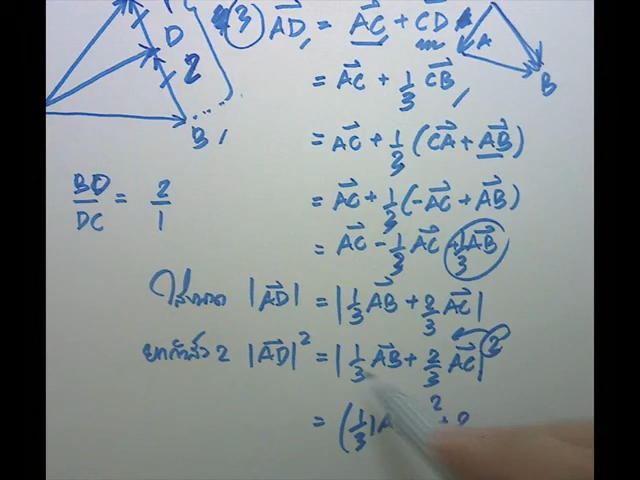 D
2
B,
(3) →AD, = →AC + →CD
A
B
= →AC + 1/3 →CB,
= →AC + 1/3 (→CA + →AB)
BD/DC = 2/1
= →AC + 1/3 (-→AC + →AB)
= →AC - 1/3 →AC + 1/3 →AB
ใส่ขนาด |→AD| = |1/3 →AB + 2/3 →AC|
ยกกำลัง 2 |→AD|² = |1/3 →AB + 2/3 →AC|²
= (1/3 |A